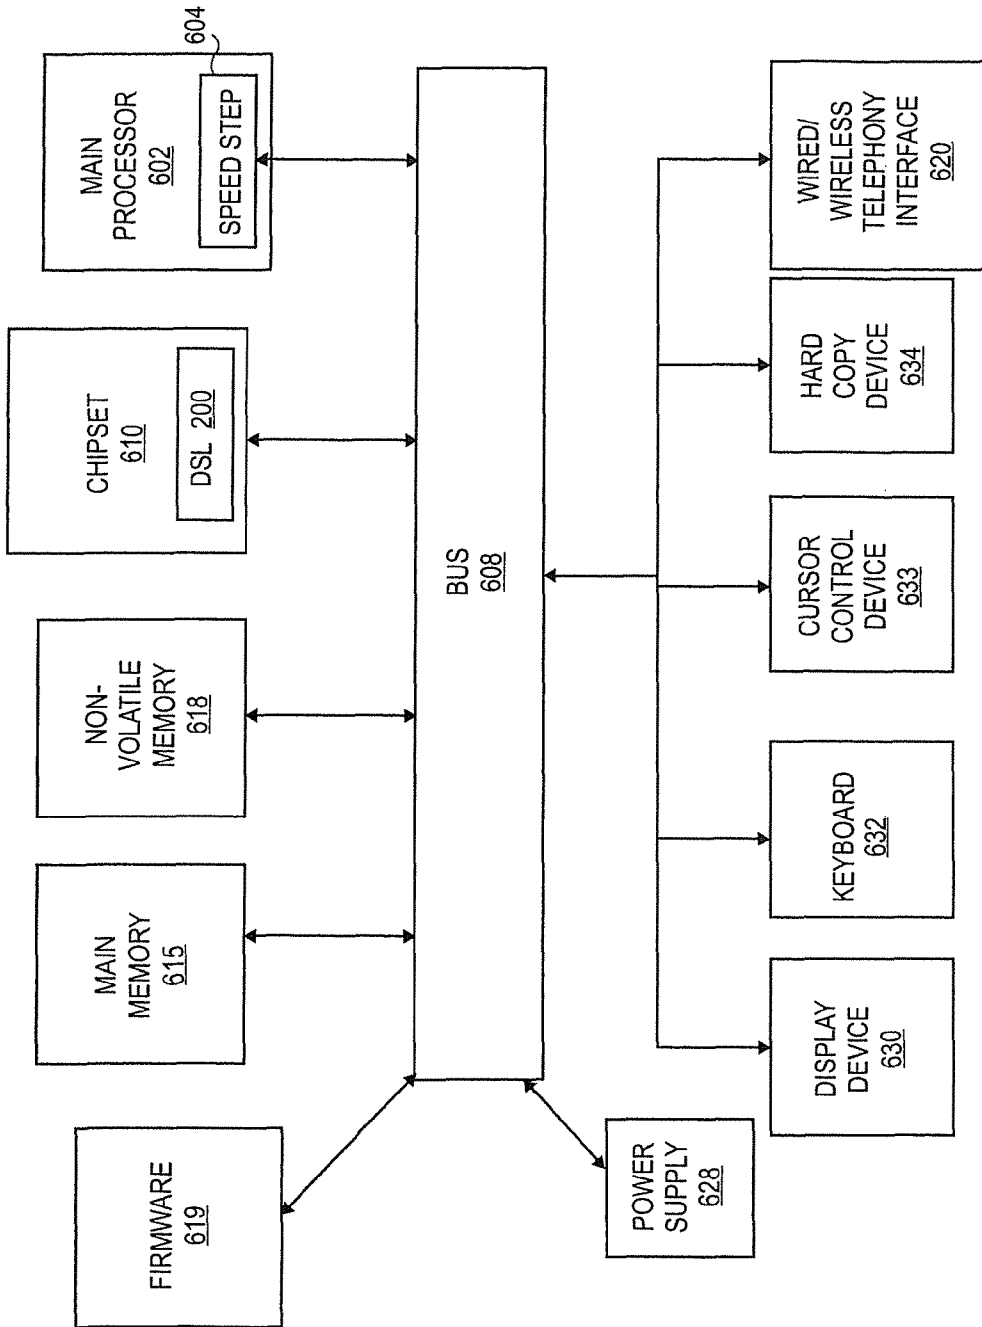 FIRMWARE
619
MAIN
MEMORY
615
NON-
VOLATILE
MEMORY
618
CHIPSET
610
DSL 200
MAIN
PROCESSOR
602
SPEED STEP
604
BUS
608
POWER
SUPPLY
628
DISPLAY
DEVICE
630
KEYBOARD
632
CURSOR
CONTROL
DEVICE
633
HARD
COPY
DEVICE
634
WIRED/
WIRELESS
TELEPHONY
INTERFACE
620